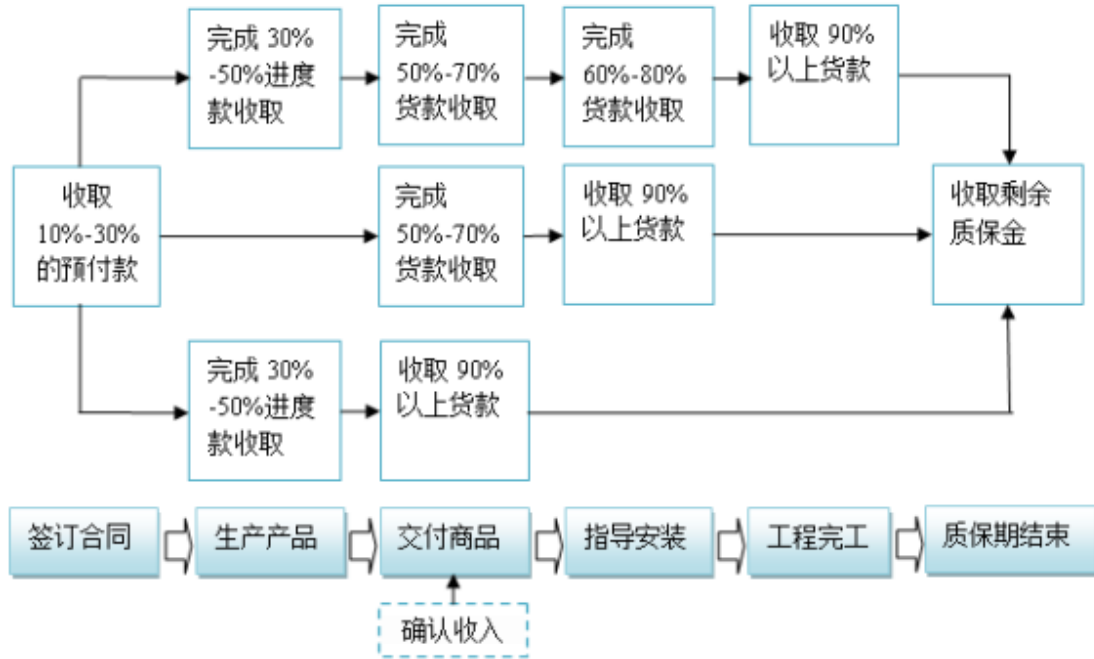 完成 30%
-50%进度
款收取
完成
50%-70%
货款收取
完成
60%-80%
货款收取
收取 90%
以上货款
收取
10%-30%
的预付款
完成
50%-70%
货款收取
收取 90%
以上货款
收取剩余
质保金
完成 30%
-50%进度
款收取
收取 90%
以上货款
签订合同
生产产品
交付商品
指导安装
工程完工
质保期结束
确认收入